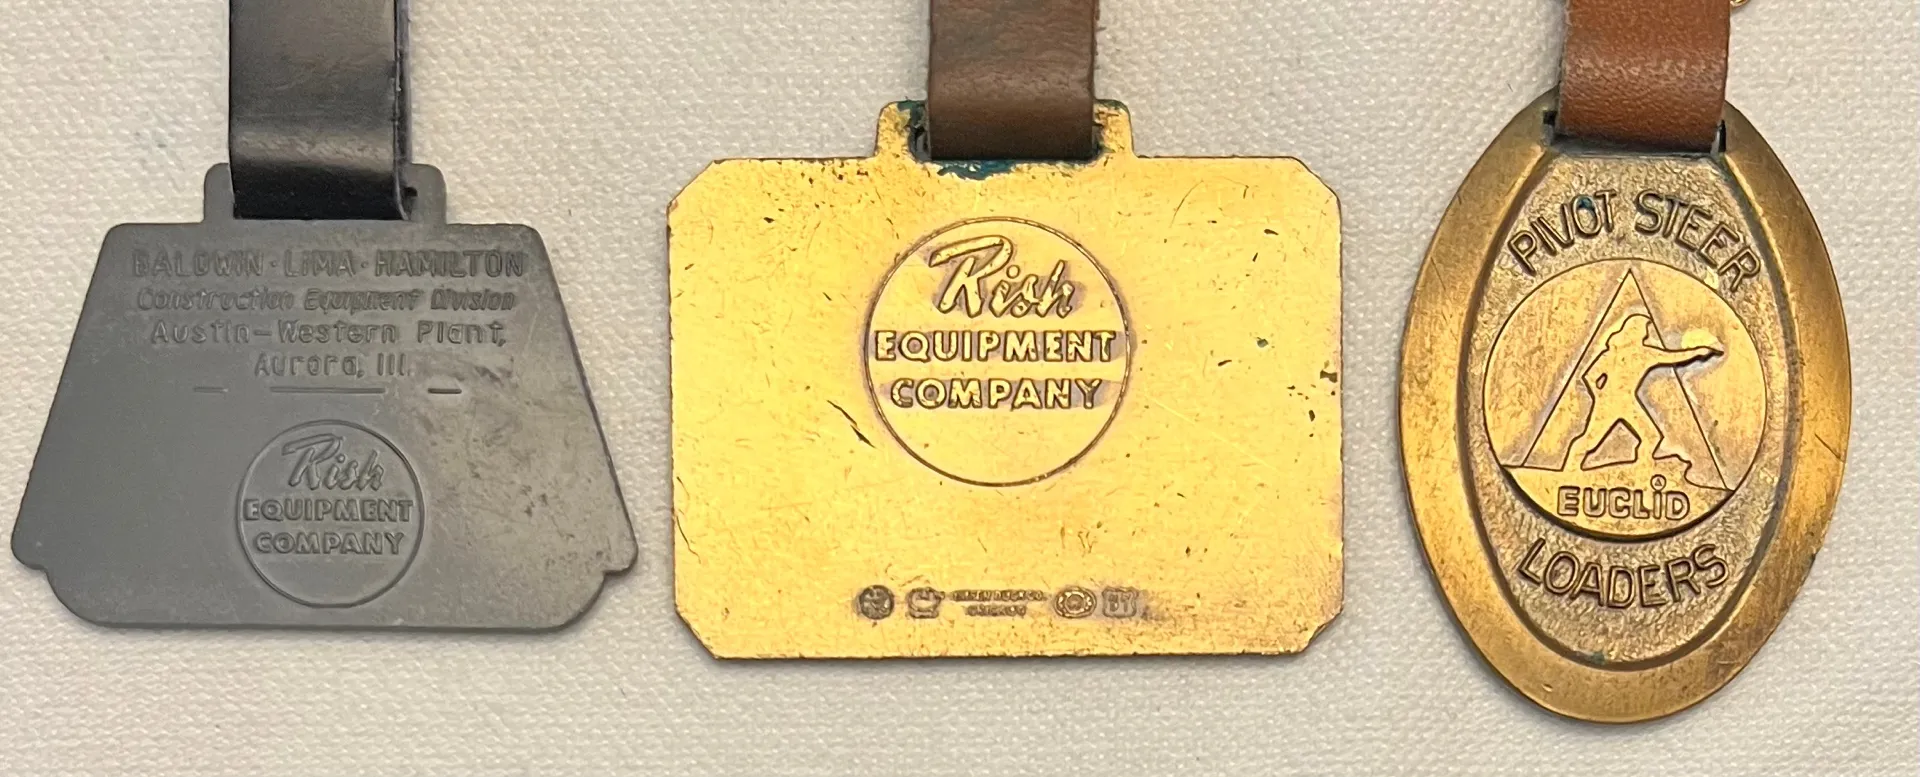 BALDWIN · LIMA · HAMILTON
Construction Equipment Division
Austin-Western Plant,
Aurora, Ill.
Rish
EQUIPMENT
COMPANY
Rish
EQUIPMENT
COMPANY
PIVOT STEER
EUCLID
LOADERS